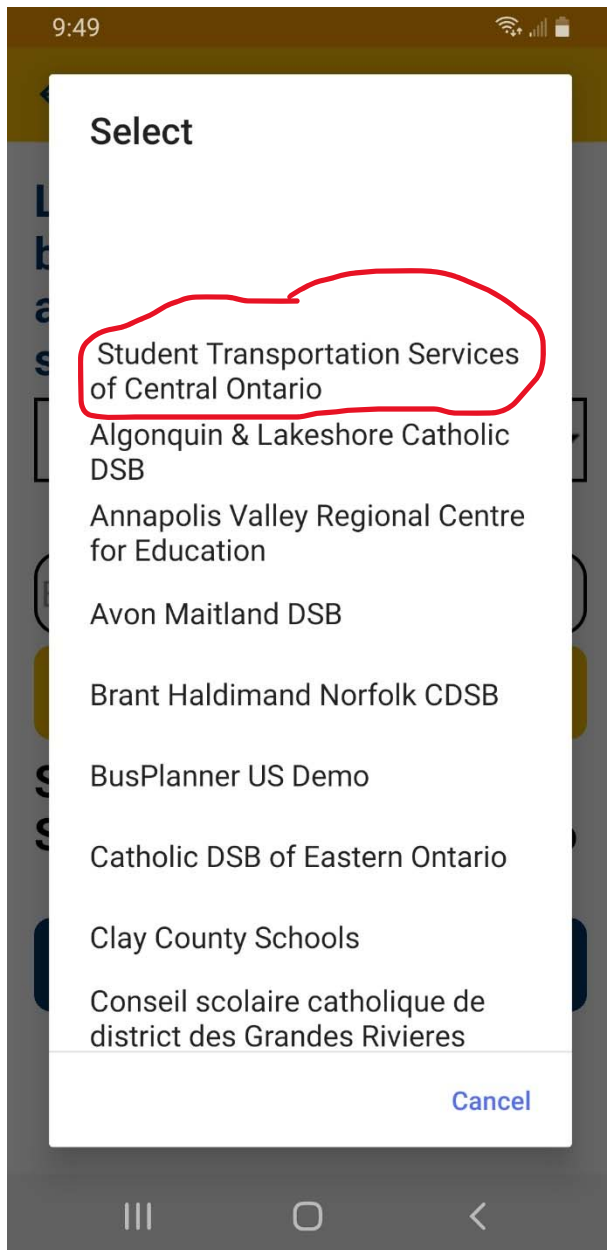 9:49
Select
Student Transportation Services
of Central Ontario
Algonquin & Lakeshore Catholic
DSB
Annapolis Valley Regional Centre
for Education
Avon Maitland DSB
Brant Haldimand Norfolk CDSB
BusPlanner US Demo
Catholic DSB of Eastern Ontario
Clay County Schools
Conseil scolaire catholique de
district des Grandes Rivieres
Cancel